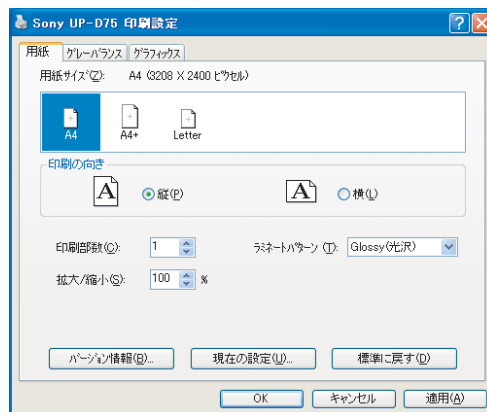 Sony UP-D75 印刷設定
用紙 グレーバランス グラフィックス
用紙サイズ(Z): A4 (3208 X 2400 ピクセル)
A4 A4+ Letter
印刷の向き
A 縦(P) A 横(L)
印刷部数(C): 1 ラミネートパターン (T): Glossy(光沢)
拡大/縮小(S): 100 %
バージョン情報(B)... 現在の設定(U)... 標準に戻す(D)
OK キャンセル 適用(A)